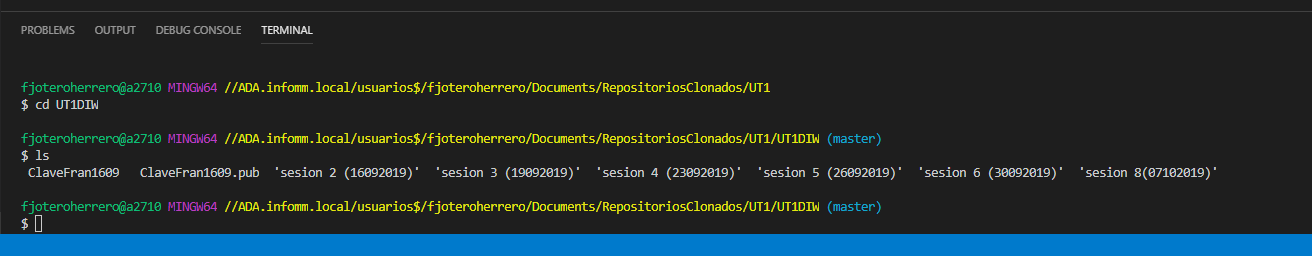 PROBLEMS OUTPUT DEBUG CONSOLE TERMINAL
fjoteroherrero@a2710 MINGW64 //ADA.infomm.local/usuarios$/fjoteroherrero/Documents/RepositoriosClonados/UT1
$ cd UT1DIW
fjoteroherrero@a2710 MINGW64 //ADA.infomm.local/usuarios$/fjoteroherrero/Documents/RepositoriosClonados/UT1/UT1DIW (master)
$ ls
ClaveFran1609 ClaveFran1609.pub 'sesion 2 (16092019)' 'sesion 3 (19092019)' 'sesion 4 (23092019)' 'sesion 5 (26092019)' 'sesion 6 (30092019)' 'sesion 8(07102019)'
fjoteroherrero@a2710 MINGW64 //ADA.infomm.local/usuarios$/fjoteroherrero/Documents/RepositoriosClonados/UT1/UT1DIW (master)
$